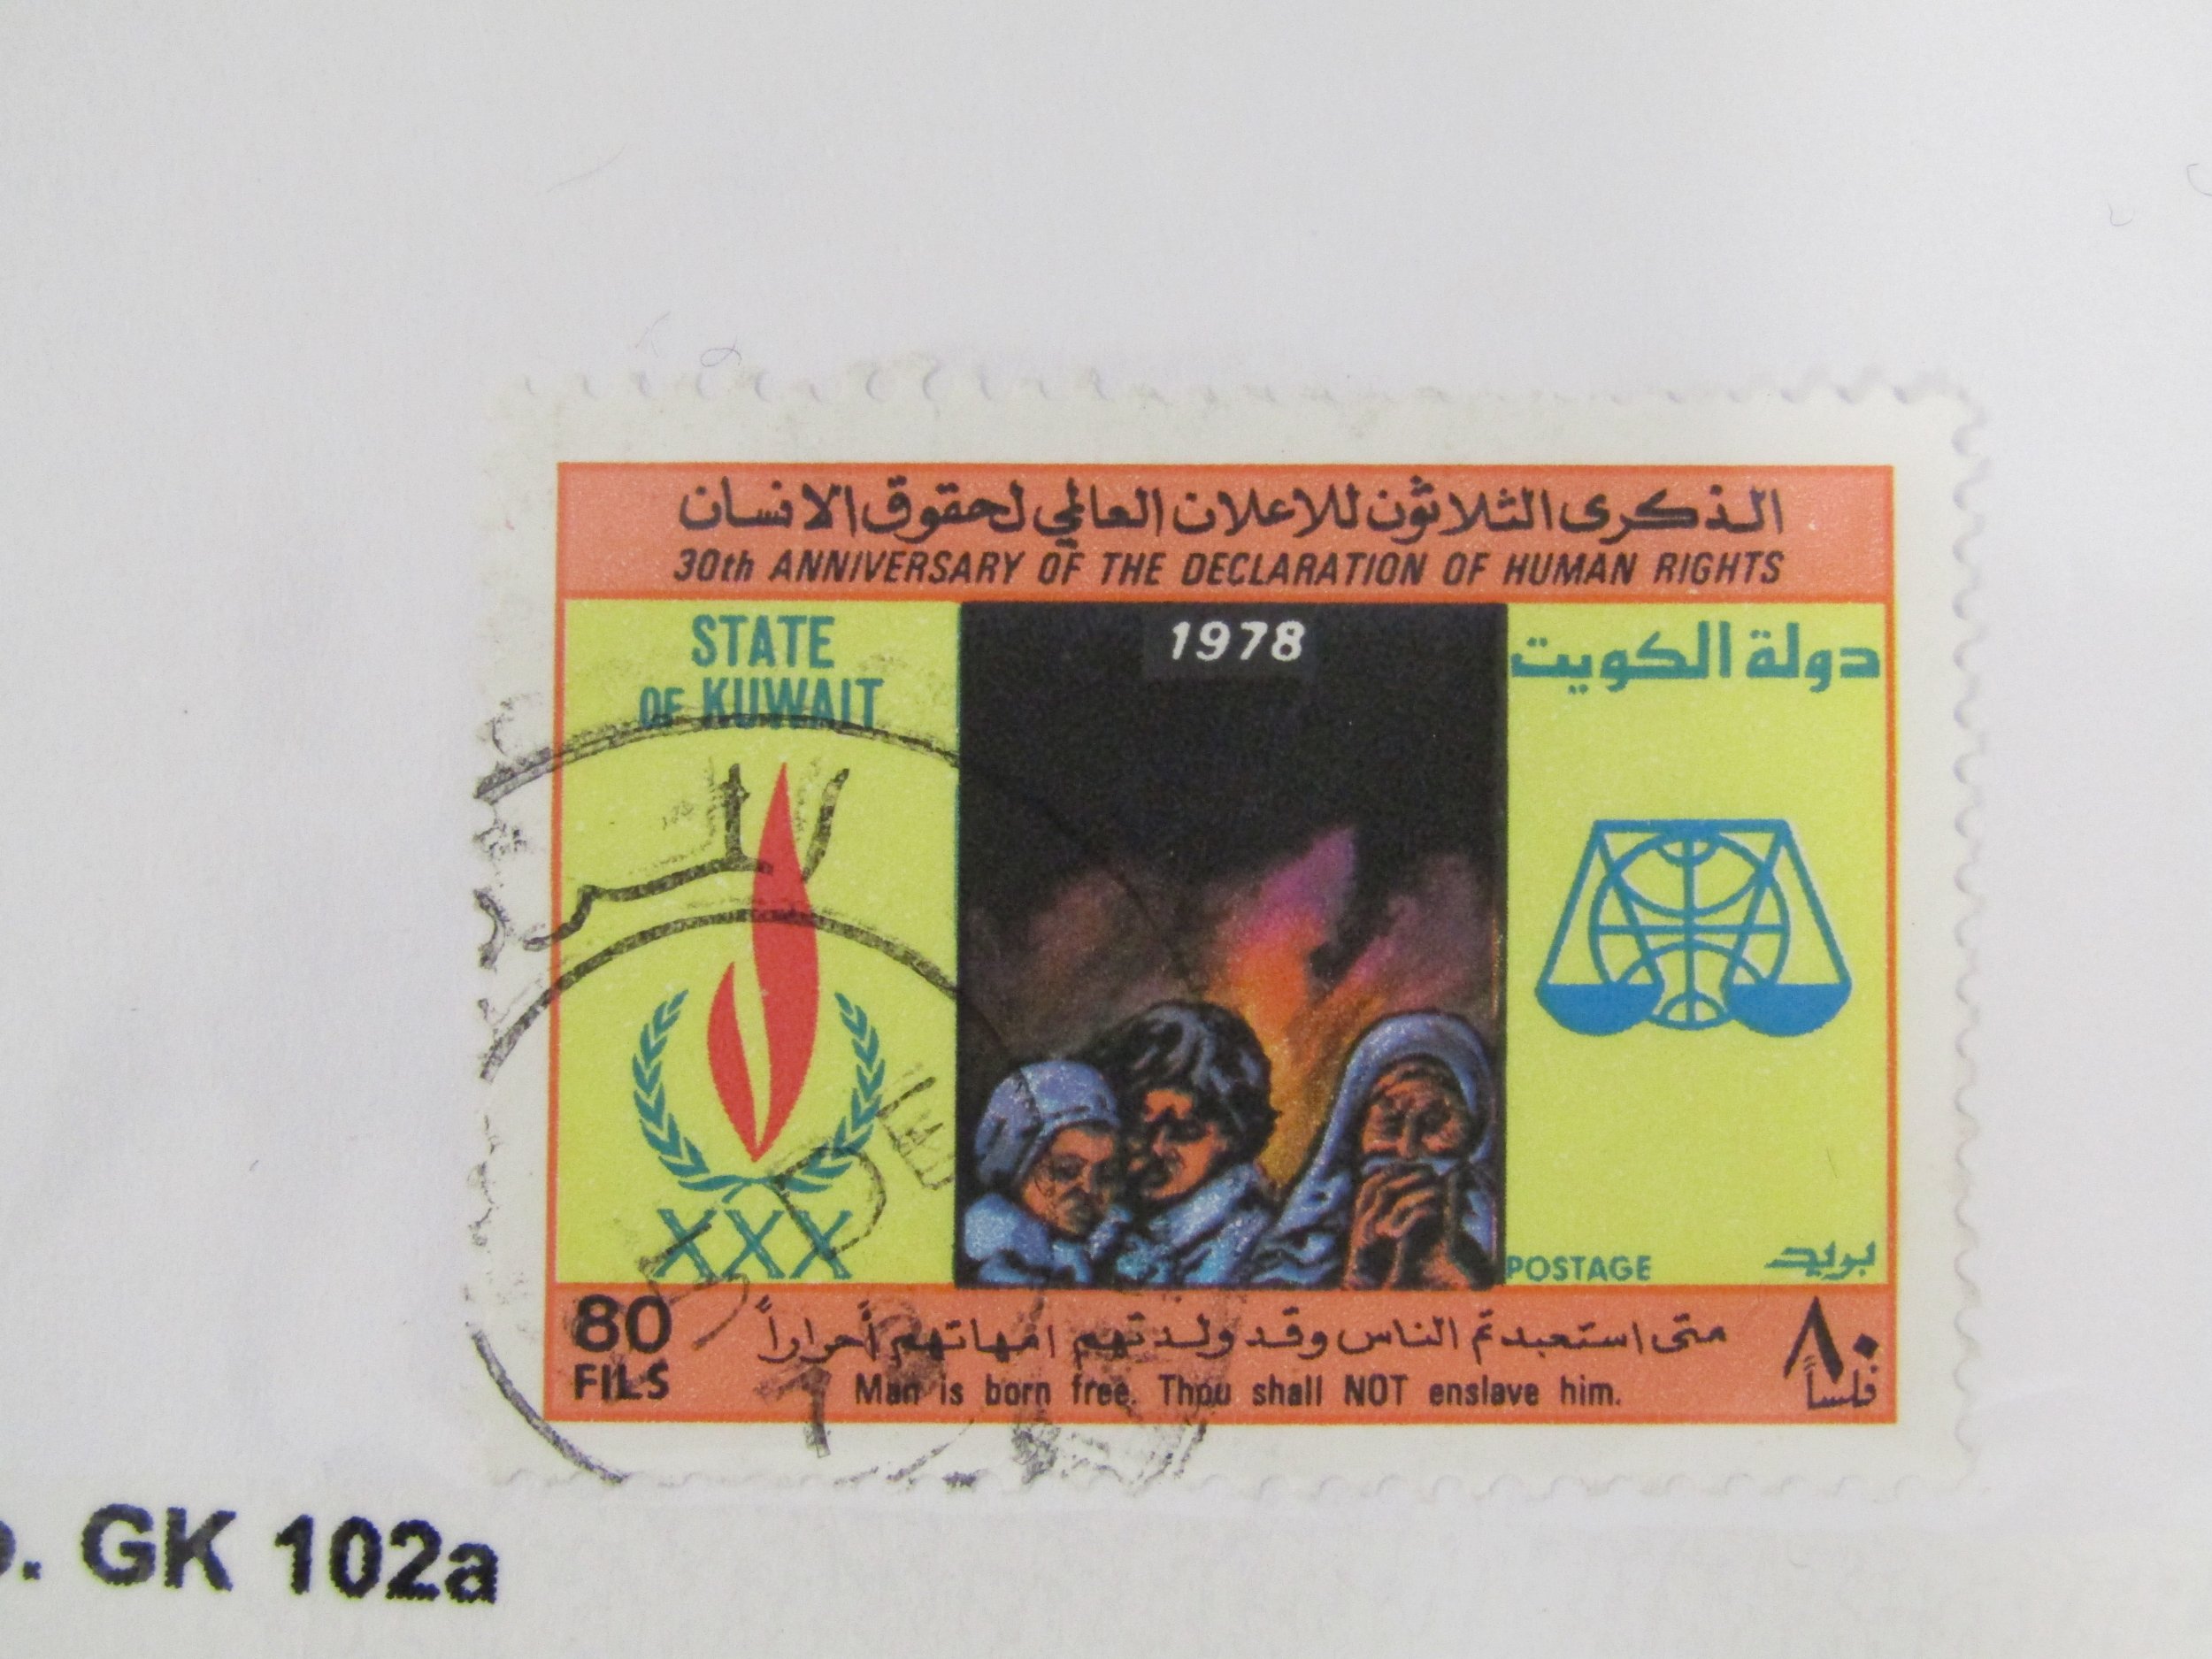 الذكرى الثلاثون للاعلان العالمي لحقوق الانسان
30th ANNIVERSARY OF THE DECLARATION OF HUMAN RIGHTS
STATE
OF KUWAIT
1978
دولة الكويت
XXX
POSTAGE
بريد
80
FILS
متى استعبدتم الناس وقد ولدتهم امهاتهم أحراراً
Man is born free. Thou shall NOT enslave him.
٨٠
فلساً
GK 102a